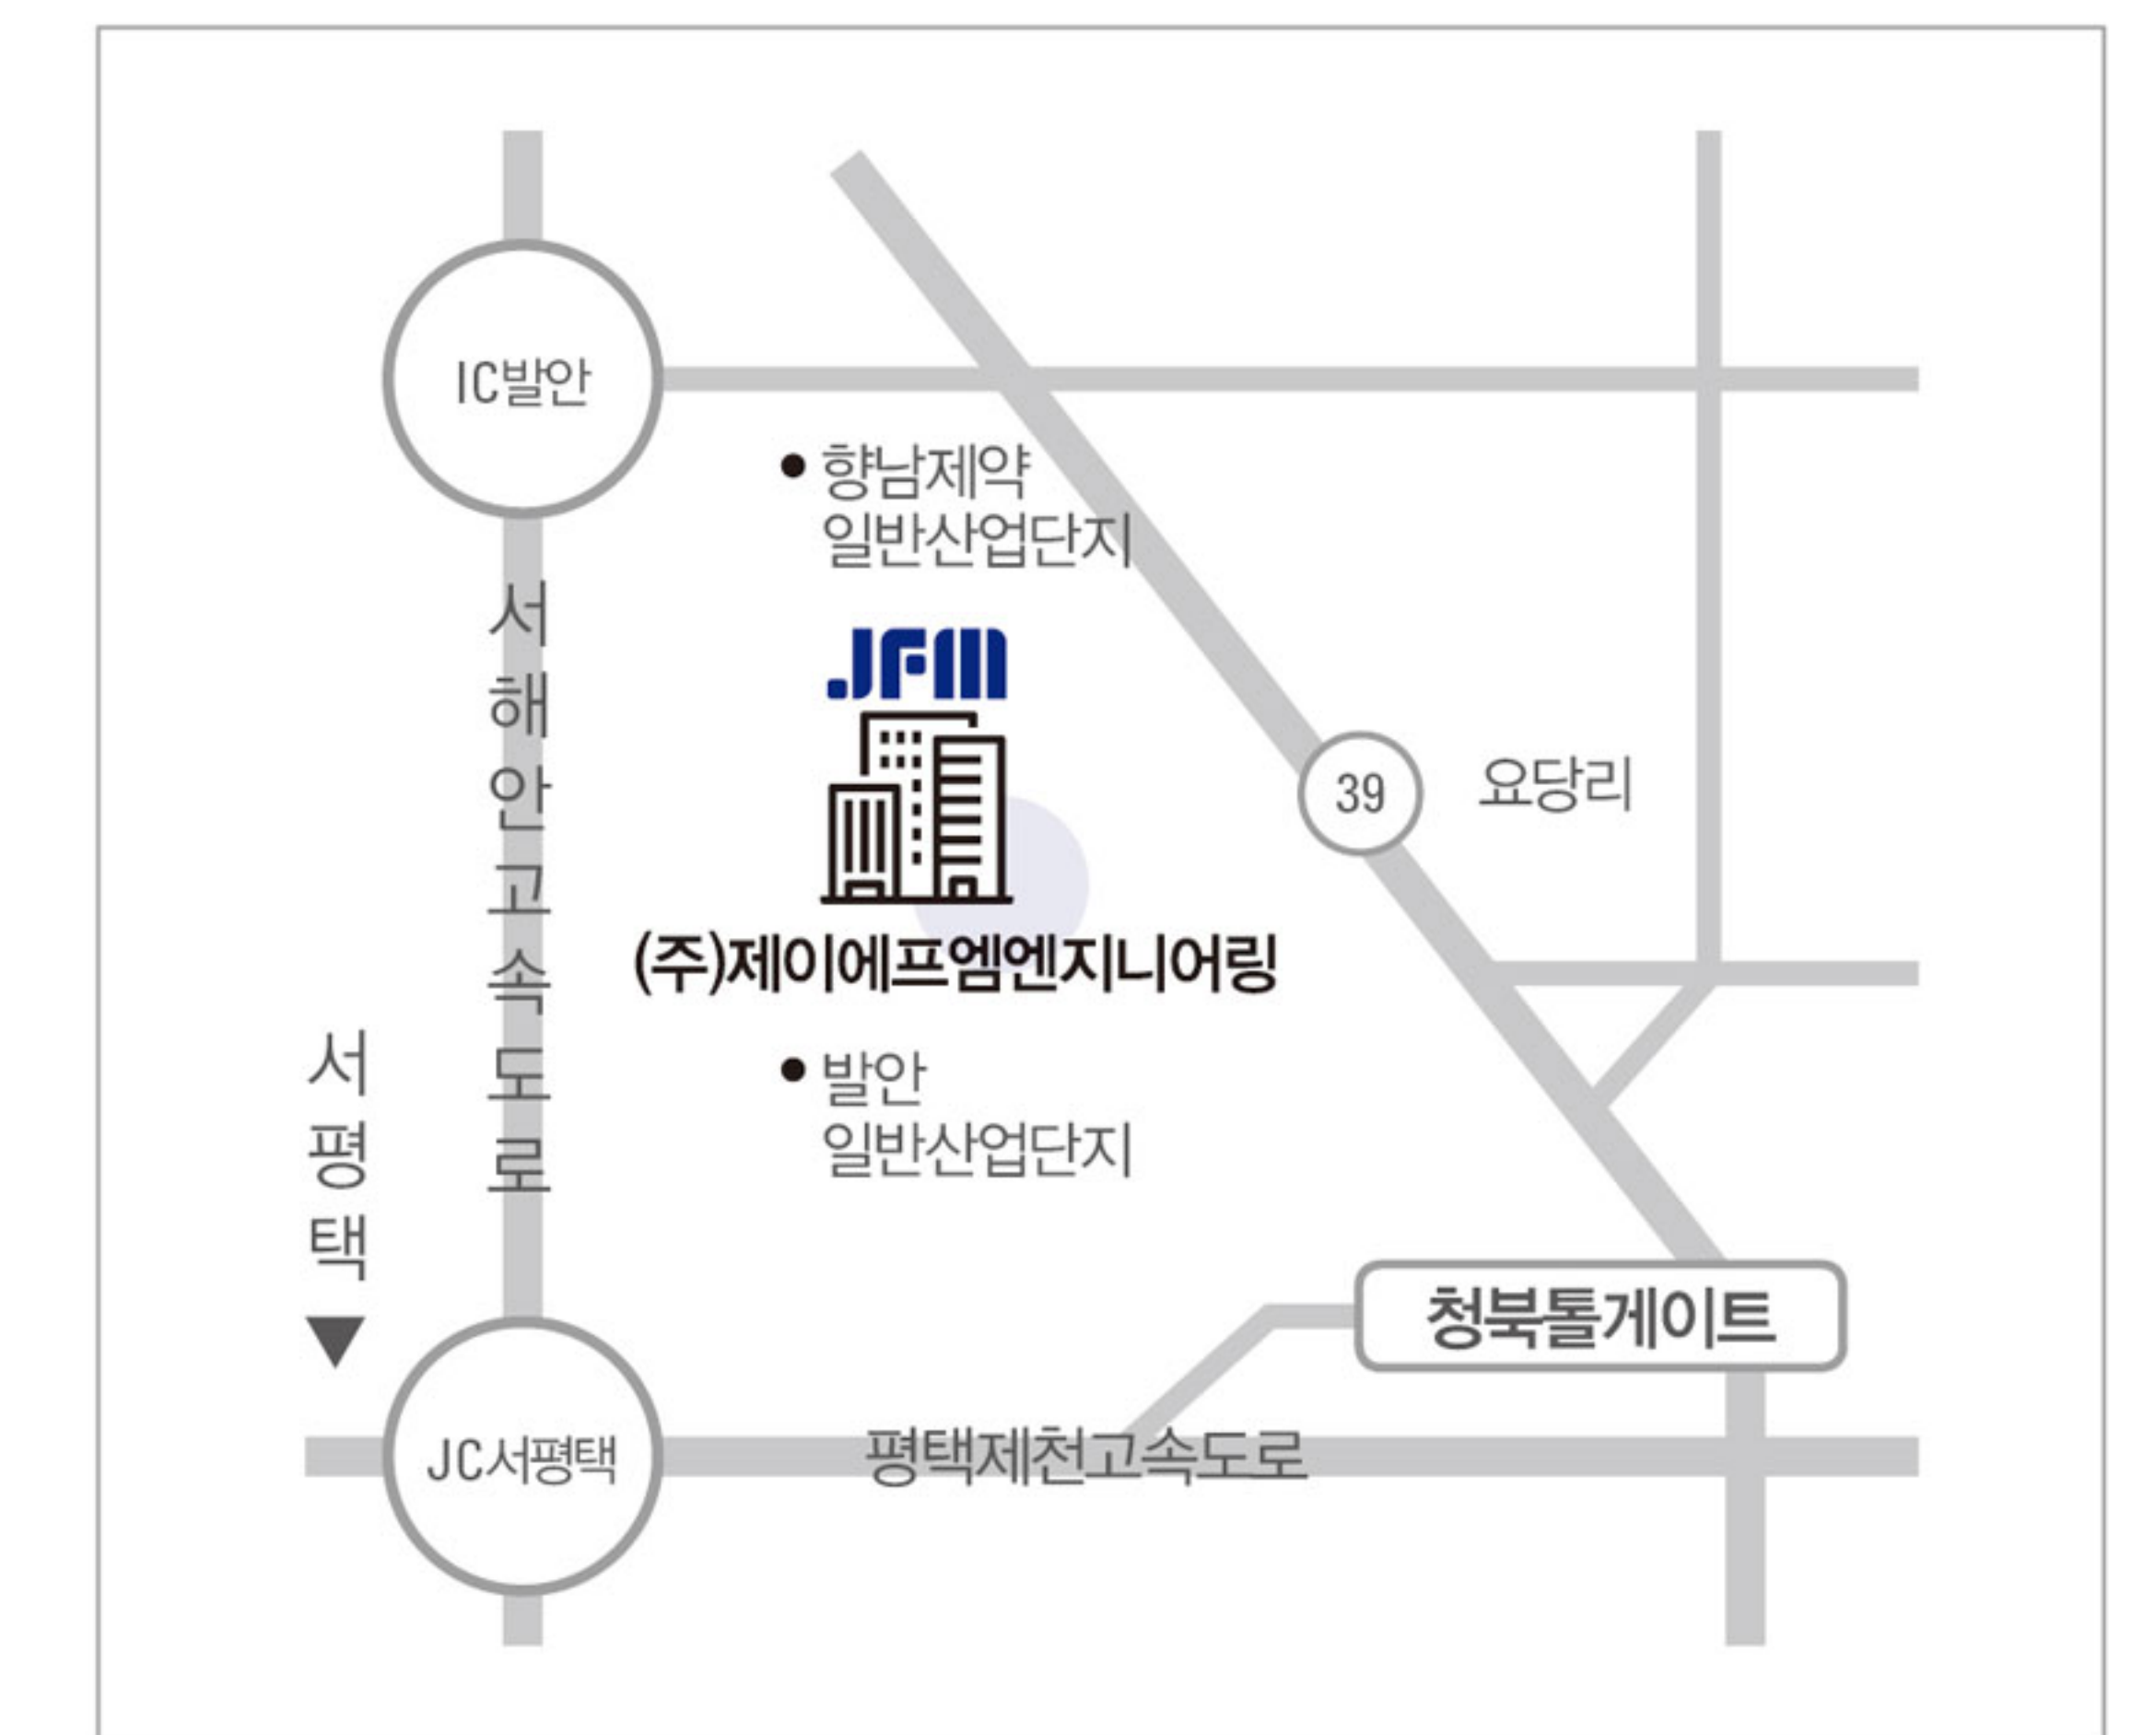 IC발안
향남제약
일반산업단지
서해안고속도로
JFM
39
요당리
(주)제이에프엠엔지니어링
서평택
▼
발안
일반산업단지
청북톨게이트
JC서평택
평택제천고속도로